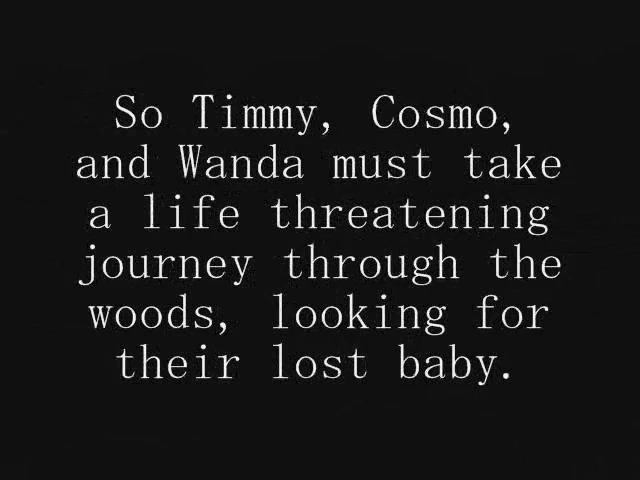 So Timmy, Cosmo,
and Wanda must take
a life threatening
journey through the
woods, looking for
their lost baby.